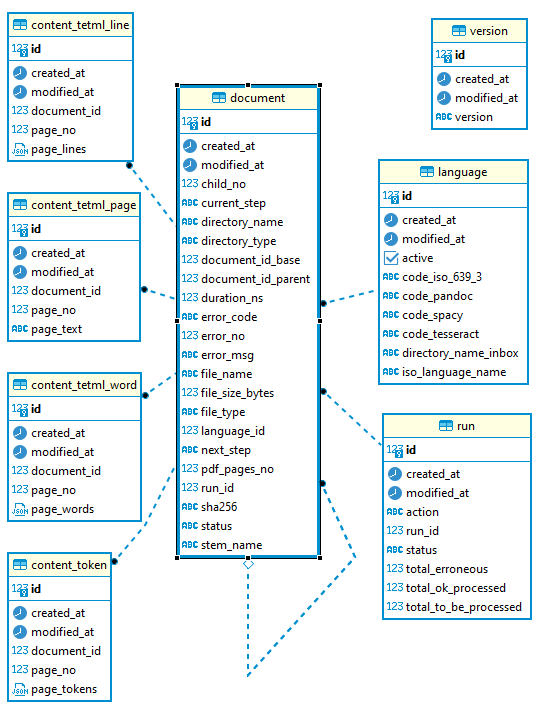 content_tetml_line
123 id
created_at
modified_at
123 document_id
123 page_no
JSON page_lines
content_tetml_page
123 id
created_at
modified_at
123 document_id
123 page_no
ABC page_text
content_tetml_word
123 id
created_at
modified_at
123 document_id
123 page_no
JSON page_words
content_token
123 id
created_at
modified_at
123 document_id
123 page_no
JSON page_tokens
document
123 id
created_at
modified_at
123 child_no
ABC current_step
ABC directory_name
ABC directory_type
123 document_id_base
123 document_id_parent
123 duration_ns
ABC error_code
123 error_no
ABC error_msg
ABC file_name
123 file_size_bytes
ABC file_type
123 language_id
ABC next_step
123 pdf_pages_no
123 run_id
ABC sha256
ABC status
ABC stem_name
version
123 id
created_at
modified_at
ABC version
language
123 id
created_at
modified_at
active
ABC code_iso_639_3
ABC code_pandoc
ABC code_spacy
ABC code_tesseract
ABC directory_name_inbox
ABC iso_language_name
run
123 id
created_at
modified_at
ABC action
123 run_id
ABC status
123 total_erroneous
123 total_ok_processed
123 total_to_be_processed